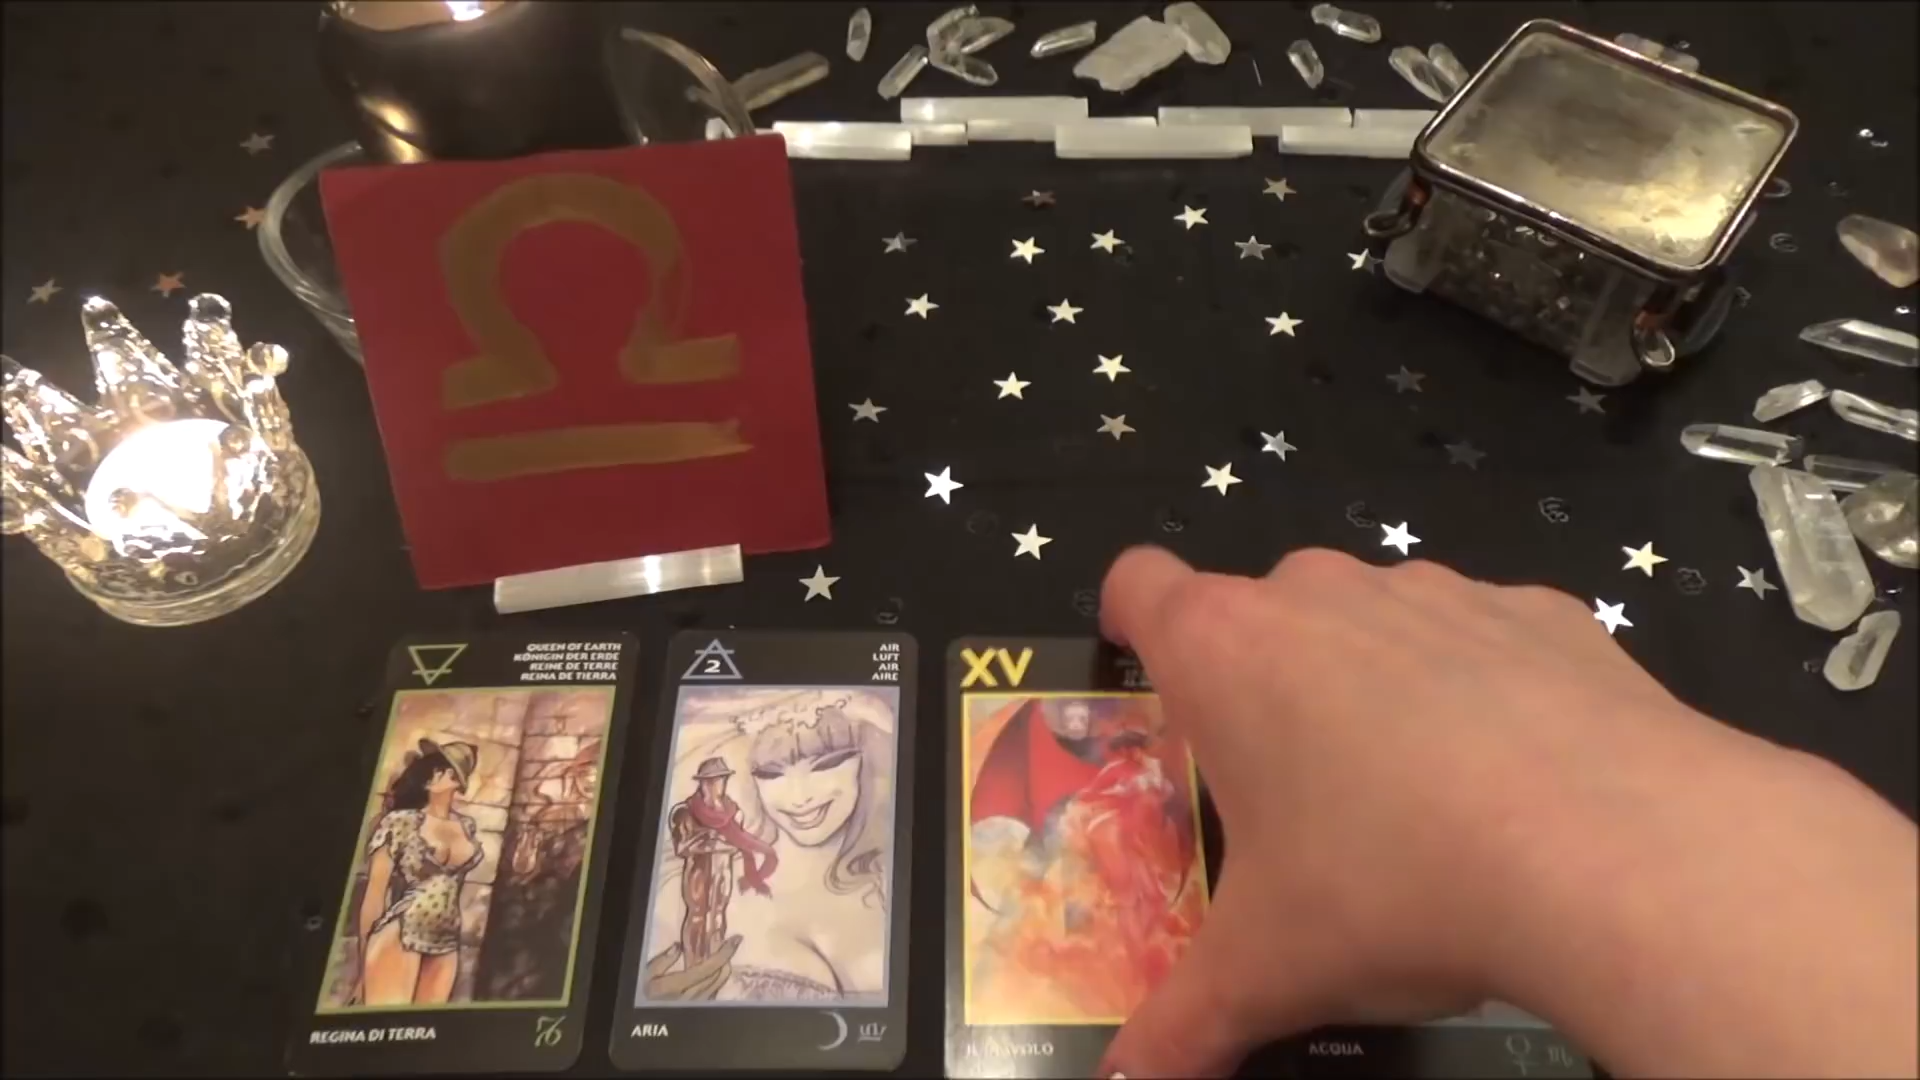 QUEEN OF EARTH
KÖNIGIN DER ERDE
REINE DE TERRE
REINA DE TIERRA
REGINA DI TERRA
76
2
AIR
LUFT
AIR
AIRE
ARIA
XV
ACQUA